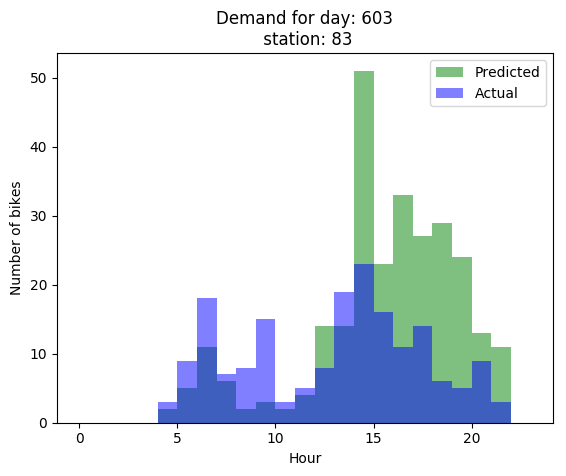 Demand for day: 603
station: 83
Predicted
Actual
Number of bikes
50
40
30
20
10
0
0 5 10 15 20
Hour